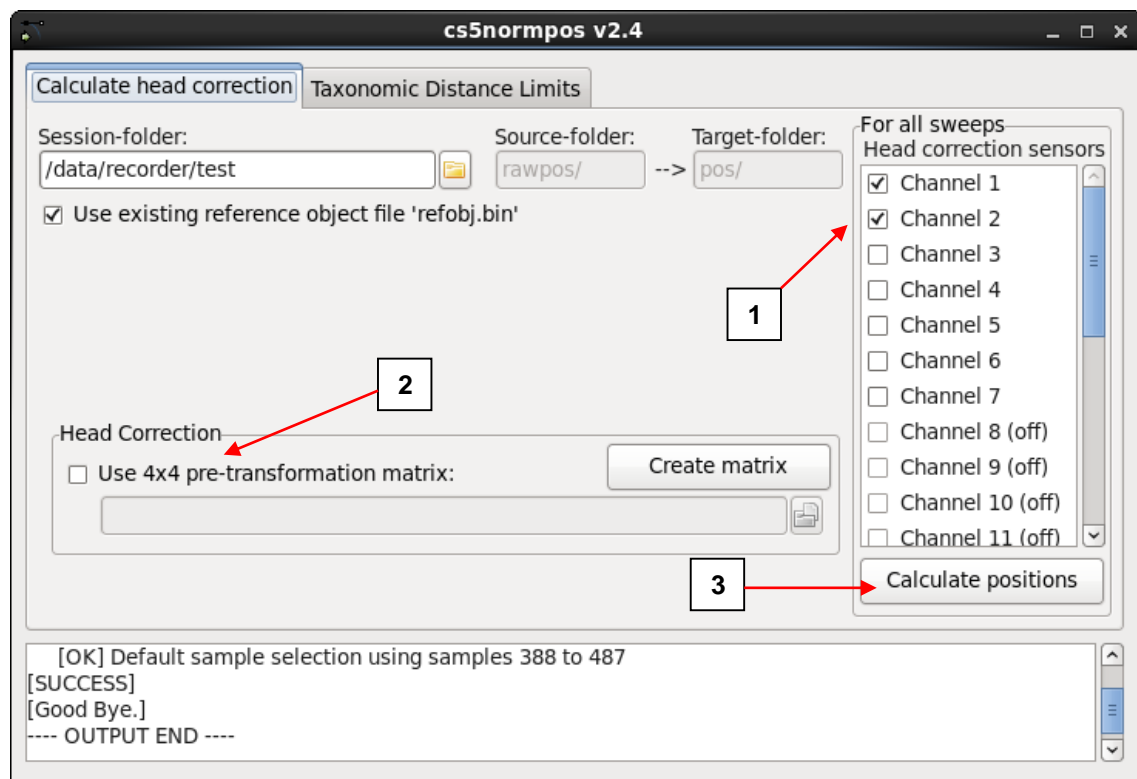 cs5normpos v2.4
Calculate head correction
Taxonomic Distance Limits
Session-folder:
Source-folder:
Target-folder:
/data/recorder/test
rawpos/
-->
pos/
Use existing reference object file 'refobj.bin'
For all sweeps
Head correction sensors
Channel 1
Channel 2
Channel 3
Channel 4
Channel 5
Channel 6
Channel 7
Channel 8 (off)
Channel 9 (off)
Channel 10 (off)
Channel 11 (off)
1
2
Head Correction
Use 4x4 pre-transformation matrix:
Create matrix
3
Calculate positions
[OK] Default sample selection using samples 388 to 487
[SUCCESS]
[Good Bye.]
---- OUTPUT END ----